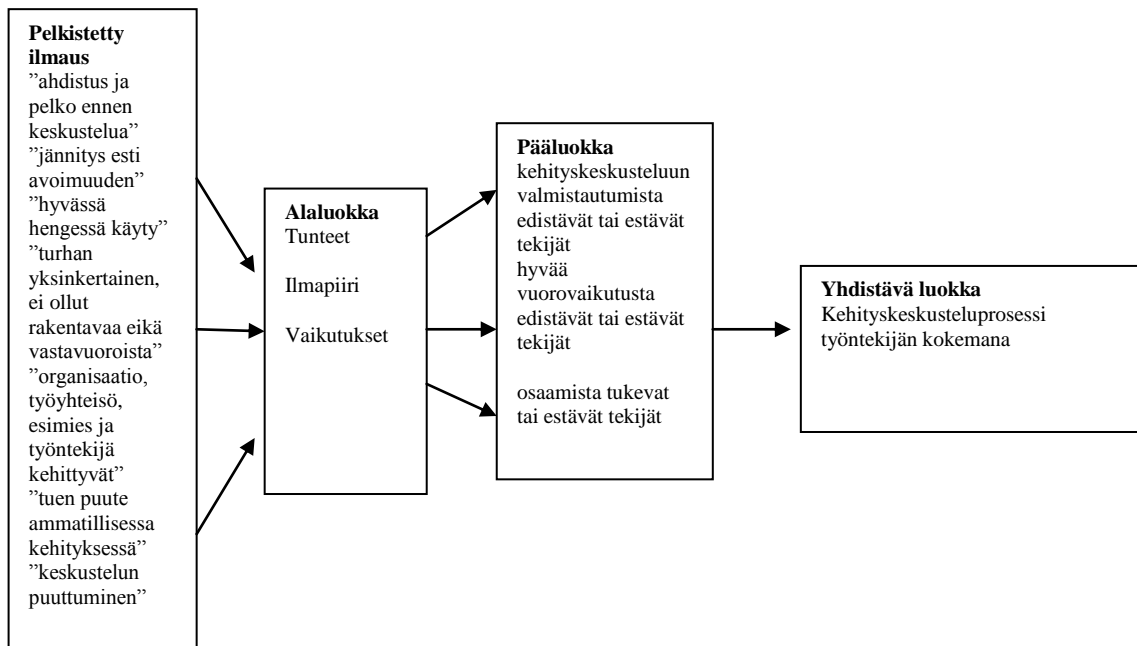 Pelkistetty
ilmaus
”ahdistus ja
pelko ennen
keskustelua”
”jännitys esti
avoimuuden”
”hyvässä
hengessä käyty”
”turhan
yksinkertainen,
ei ollut
rakentavaa eikä
vastavuoroista”
”organisaatio,
työyhteisö,
esimies ja
työntekijä
kehittyvät”
”tuen puute
ammatillisessa
kehityksessä”
”keskustelun
puuttuminen”
Alaluokka
Tunteet
Ilmapiiri
Vaikutukset
Pääluokka
kehityskeskusteluun
valmistautumista
edistävät tai estävät
tekijät
hyvää
vuorovaikutusta
edistävät tai estävät
tekijät
osaamista tukevat
tai estävät tekijät
Yhdistävä luokka
Kehityskeskusteluprosessi
työntekijän kokemana